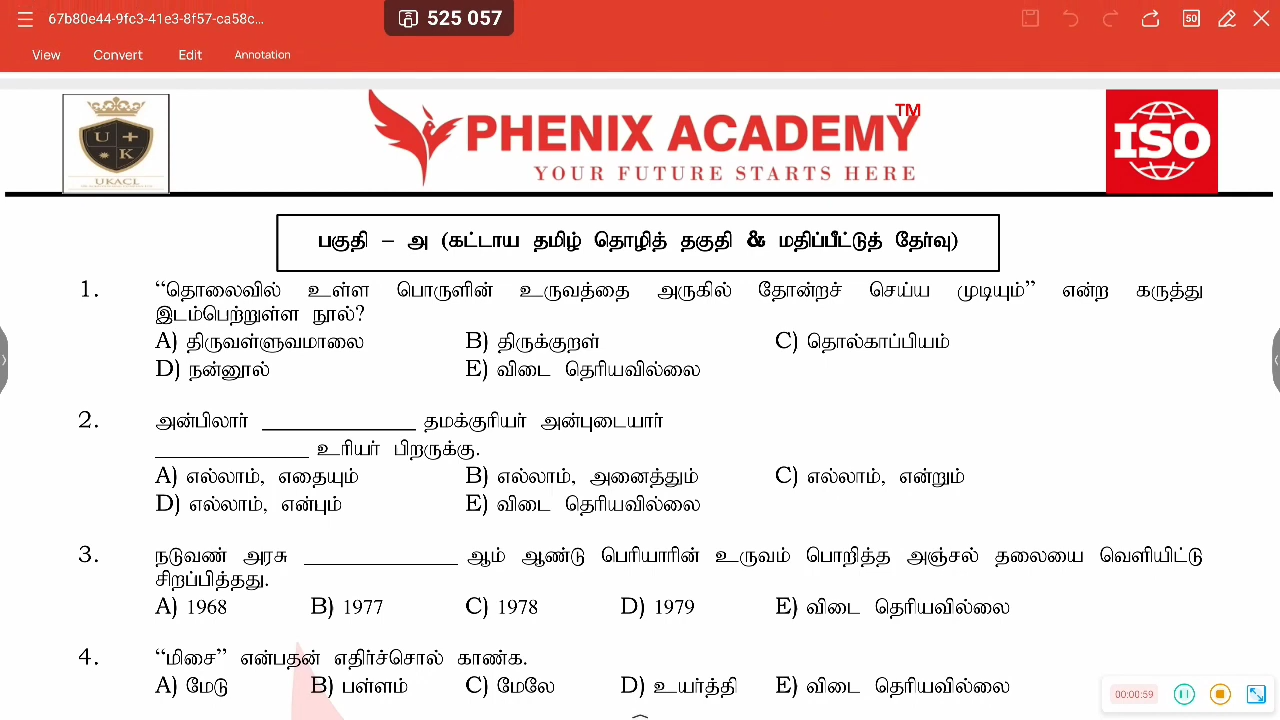 67b80e44-9fc3-41e3-8f57-ca58c...
525 057
50
View Convert Edit Annotation
U K
UKACL
PHENIX ACADEMY TM
YOUR FUTURE STARTS HERE
ISO
பகுதி – அ (கட்டாய தமிழ் தொழித் தகுதி & மதிப்பீட்டுத் தேர்வு)
1. “தொலைவில் உள்ள பொருளின் உருவத்தை அருகில் தோன்றச் செய்ய முடியும்” என்ற கருத்து
இடம்பெற்றுள்ள நூல்?
A) திருவள்ளுவமாலை B) திருக்குறள் C) தொல்காப்பியம்
D) நன்னூல் E) விடை தெரியவில்லை
2. அன்பிலார் ______________ தமக்குரியர் அன்புடையார்
______________ உரியர் பிறருக்கு.
A) எல்லாம், எதையும் B) எல்லாம், அனைத்தும் C) எல்லாம், என்றும்
D) எல்லாம், என்பும் E) விடை தெரியவில்லை
3. நடுவண் அரசு ______________ ஆம் ஆண்டு பெரியாரின் உருவம் பொறித்த அஞ்சல் தலையை வெளியிட்டு
சிறப்பித்தது.
A) 1968 B) 1977 C) 1978 D) 1979 E) விடை தெரியவில்லை
4. “மிசை” என்பதன் எதிர்ச்சொல் காண்க.
A) மேடு B) பள்ளம் C) மேலே D) உயர்த்தி E) விடை தெரியவில்லை
00:00:59